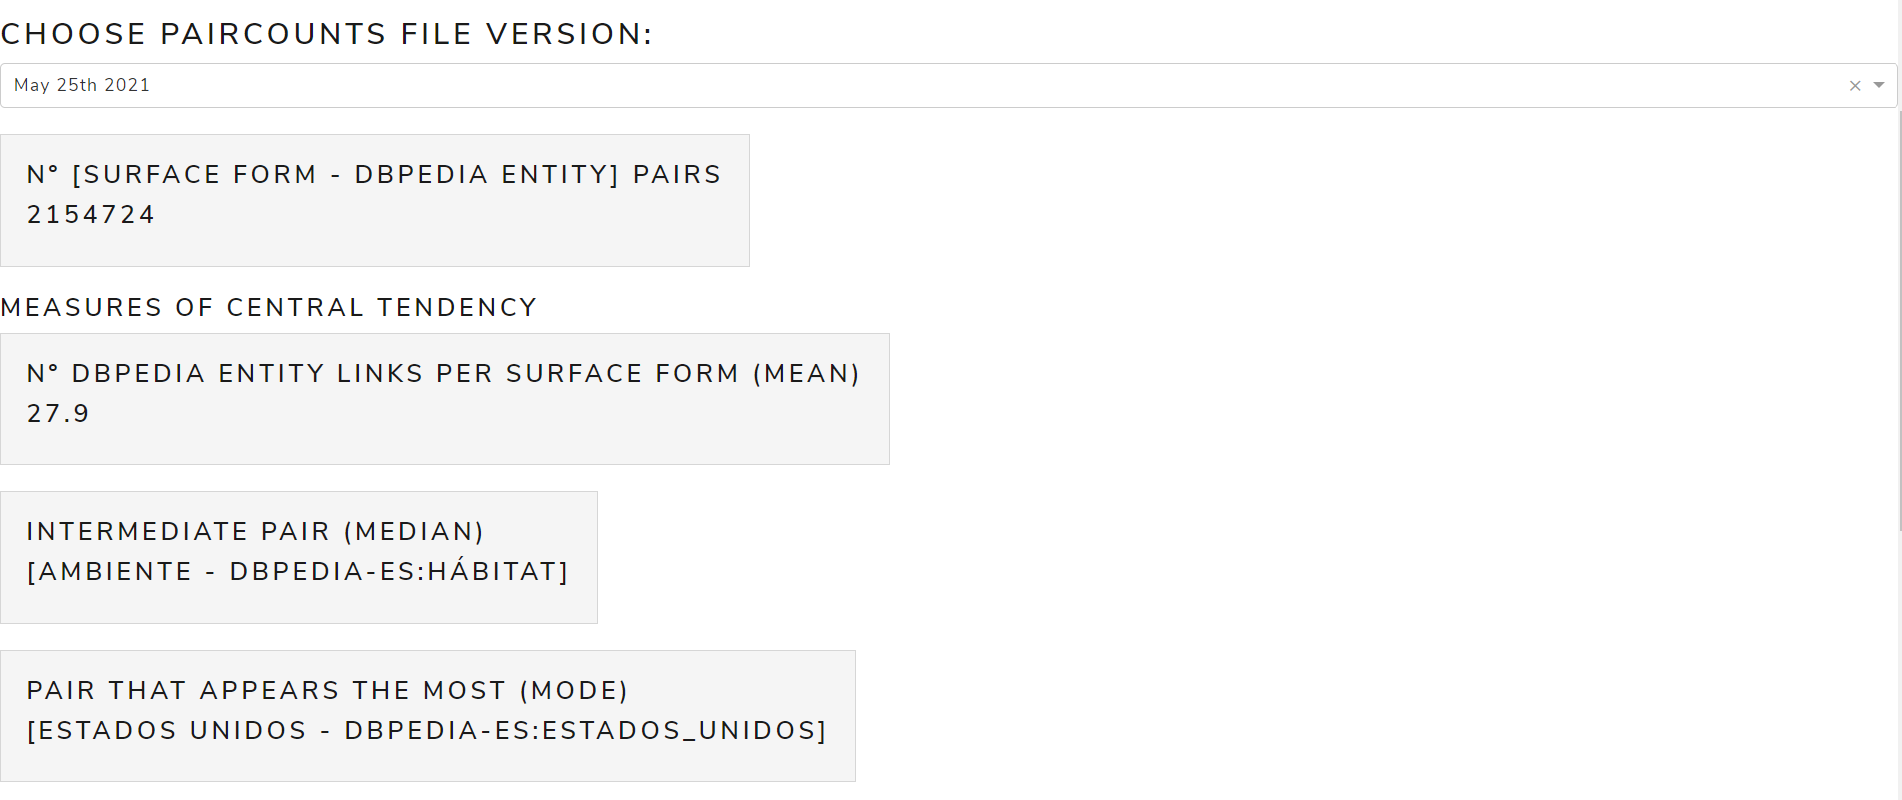 CHOOSE PAIRCOUNTS FILE VERSION:
May 25th 2021
N° [SURFACE FORM - DBPEDIA ENTITY] PAIRS
2154724
MEASURES OF CENTRAL TENDENCY
N° DBPEDIA ENTITY LINKS PER SURFACE FORM (MEAN)
27.9
INTERMEDIATE PAIR (MEDIAN)
[AMBIENTE - DBPEDIA-ES:HÁBITAT]
PAIR THAT APPEARS THE MOST (MODE)
[ESTADOS UNIDOS - DBPEDIA-ES:ESTADOS_UNIDOS]